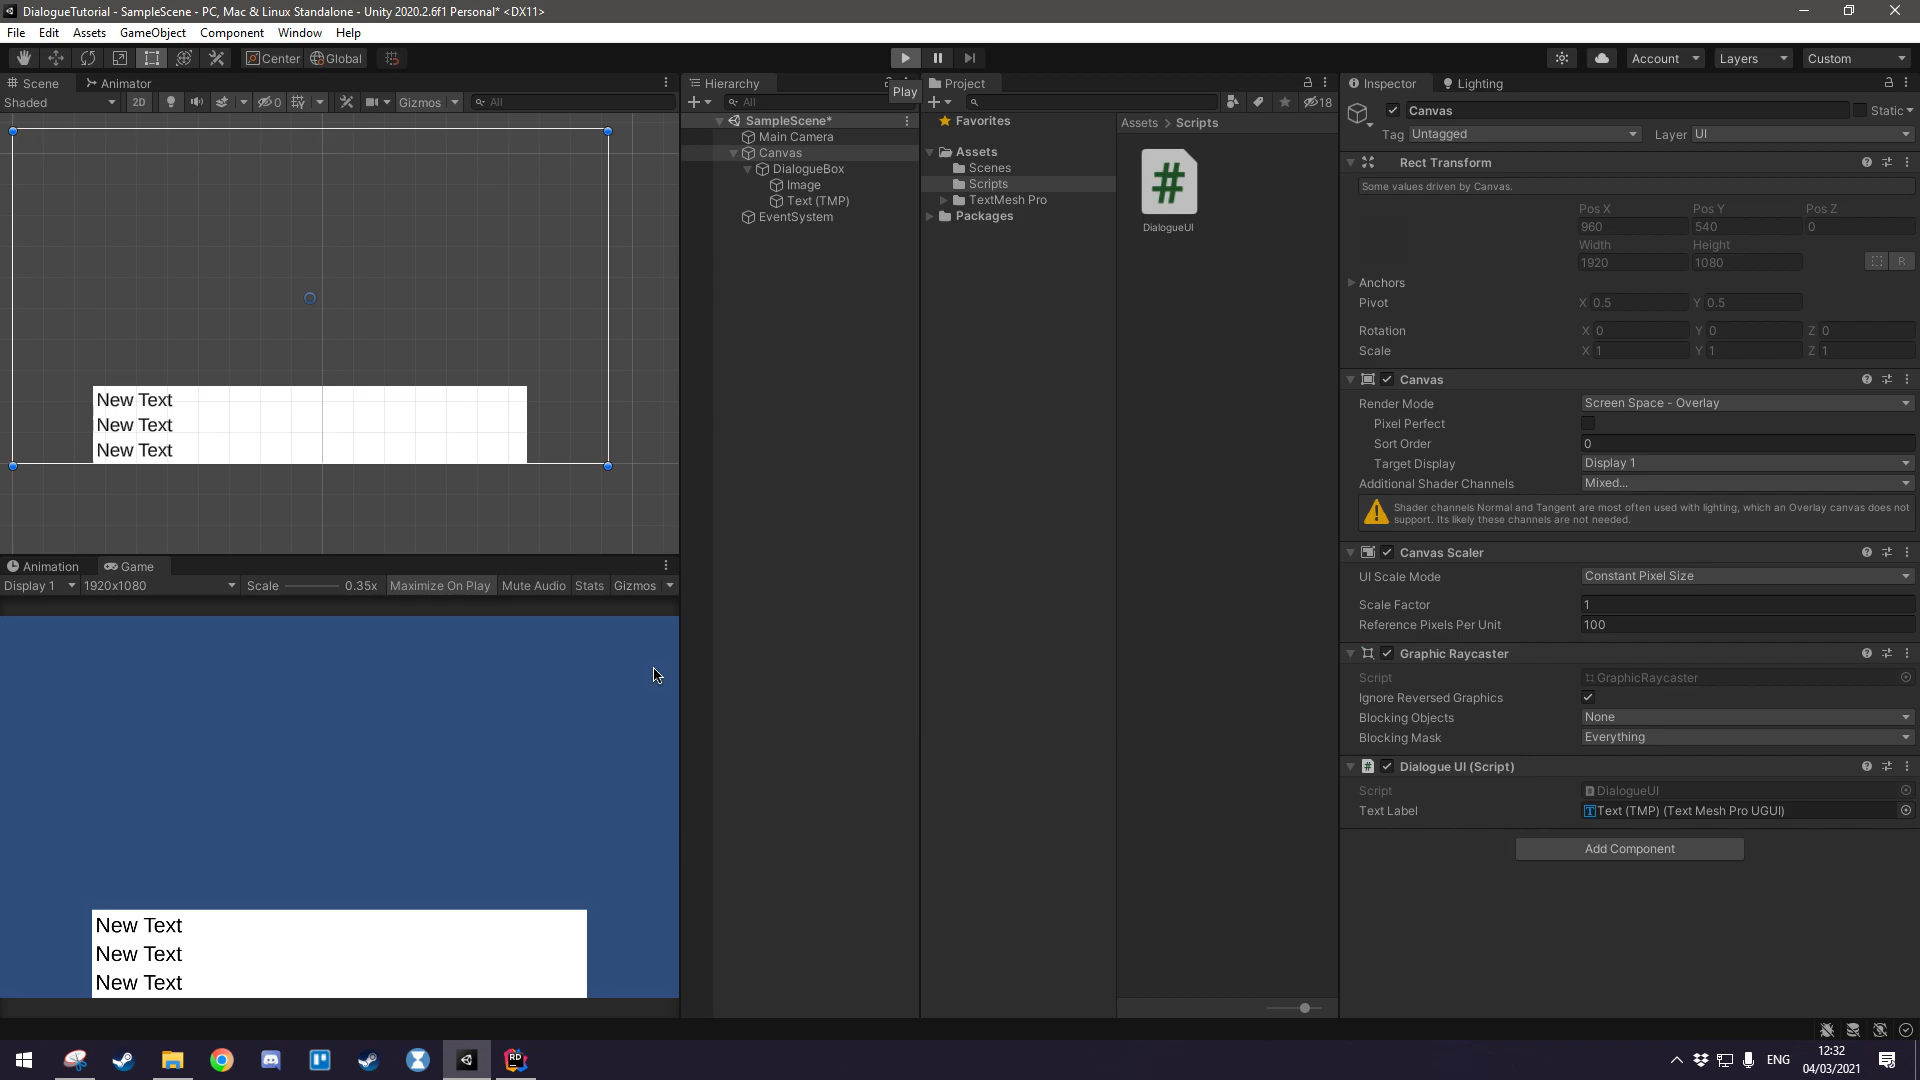 DialogueTutorial - SampleScene - PC, Mac & Linux Standalone - Unity 2020.2.6f1 Personal* <DX11>
File Edit Assets GameObject Component Window Help
Center Global
Account Layers Custom
Scene Animator
Shaded 2D 0 Gizmos All
New Text
New Text
New Text
Animation Game
Display 1 1920x1080 Scale 0.35x Maximize On Play Mute Audio Stats Gizmos
New Text
New Text
New Text
Hierarchy
All
Play
SampleScene*
Main Camera
Canvas
DialogueBox
Image
Text (TMP)
EventSystem
Project
18
Favorites
Assets
Scenes
Scripts
TextMesh Pro
Packages
Assets > Scripts
#
DialogueUI
Inspector Lighting
Canvas Static
Tag Untagged Layer UI
Rect Transform
Some values driven by Canvas.
Pos X Pos Y Pos Z
960 540 0
Width Height
1920 1080 R
Anchors
Pivot X 0.5 Y 0.5
Rotation X 0 Y 0 Z 0
Scale X 1 Y 1 Z 1
Canvas
Render Mode Screen Space - Overlay
Pixel Perfect
Sort Order 0
Target Display Display 1
Additional Shader Channels Mixed...
Shader channels Normal and Tangent are most often used with lighting, which an Overlay canvas does not
support. Its likely these channels are not needed.
Canvas Scaler
UI Scale Mode Constant Pixel Size
Scale Factor 1
Reference Pixels Per Unit 100
Graphic Raycaster
Script GraphicRaycaster
Ignore Reversed Graphics
Blocking Objects None
Blocking Mask Everything
# Dialogue UI (Script)
Script DialogueUI
Text Label Text (TMP) (Text Mesh Pro UGUI)
Add Component
RD
ENG
12:32
04/03/2021